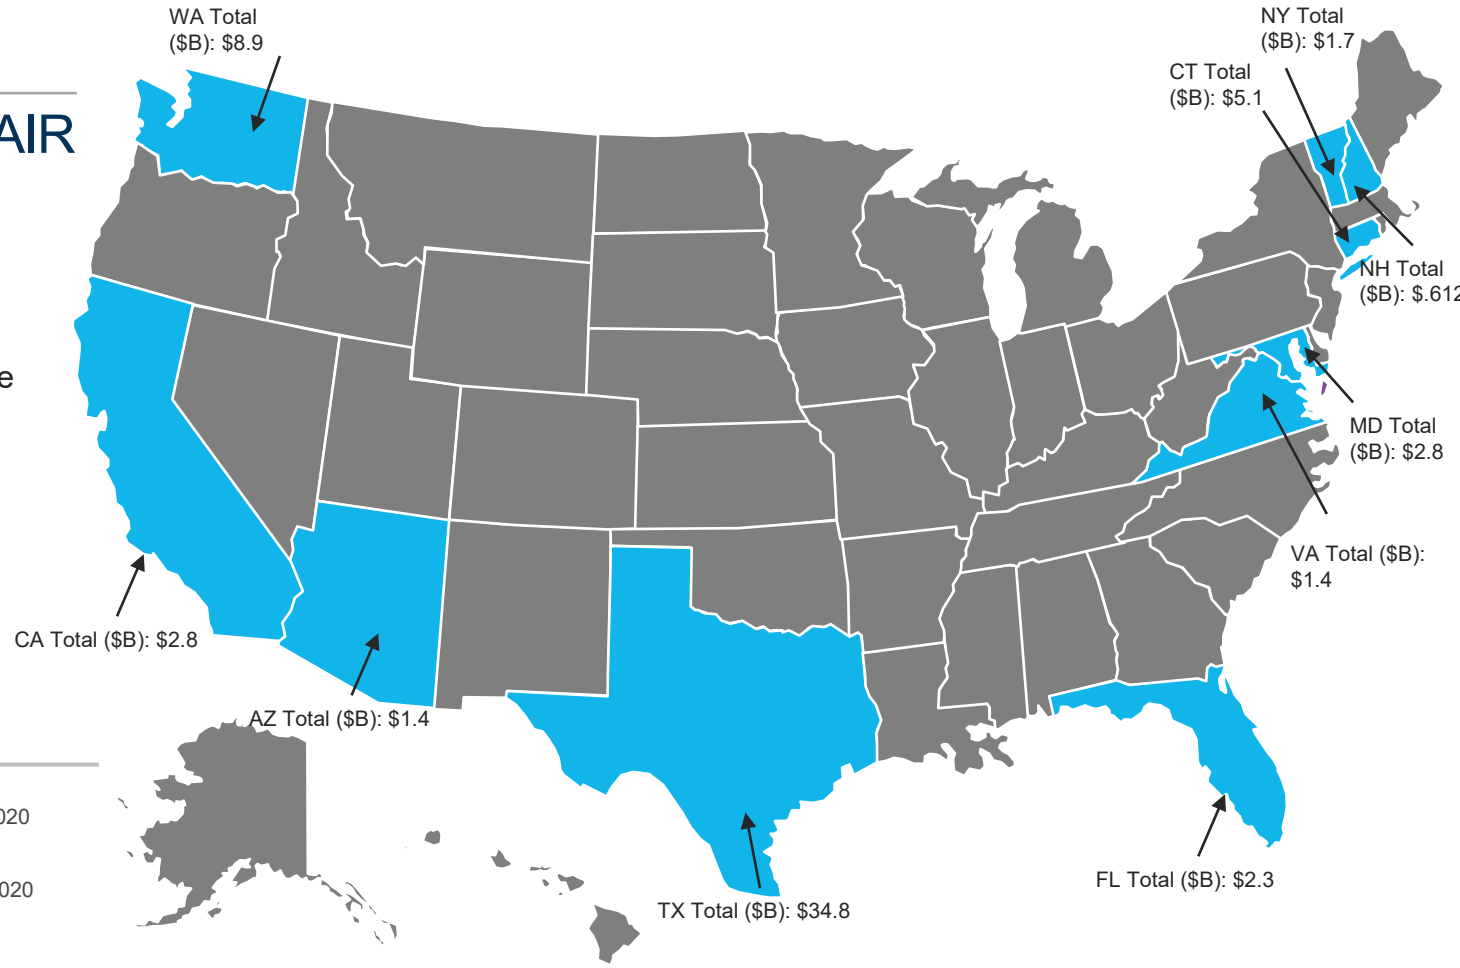 WA Total
($B): $8.9
NY Total
($B): $1.7
CT Total
($B): $5.1
AIR
NH Total
($B): $.612
e
MD Total
($B): $2.8
VA Total ($B):
$1.4
CA Total ($B): $2.8
AZ Total ($B): $1.4
020
020
FL Total ($B): $2.3
TX Total ($B): $34.8